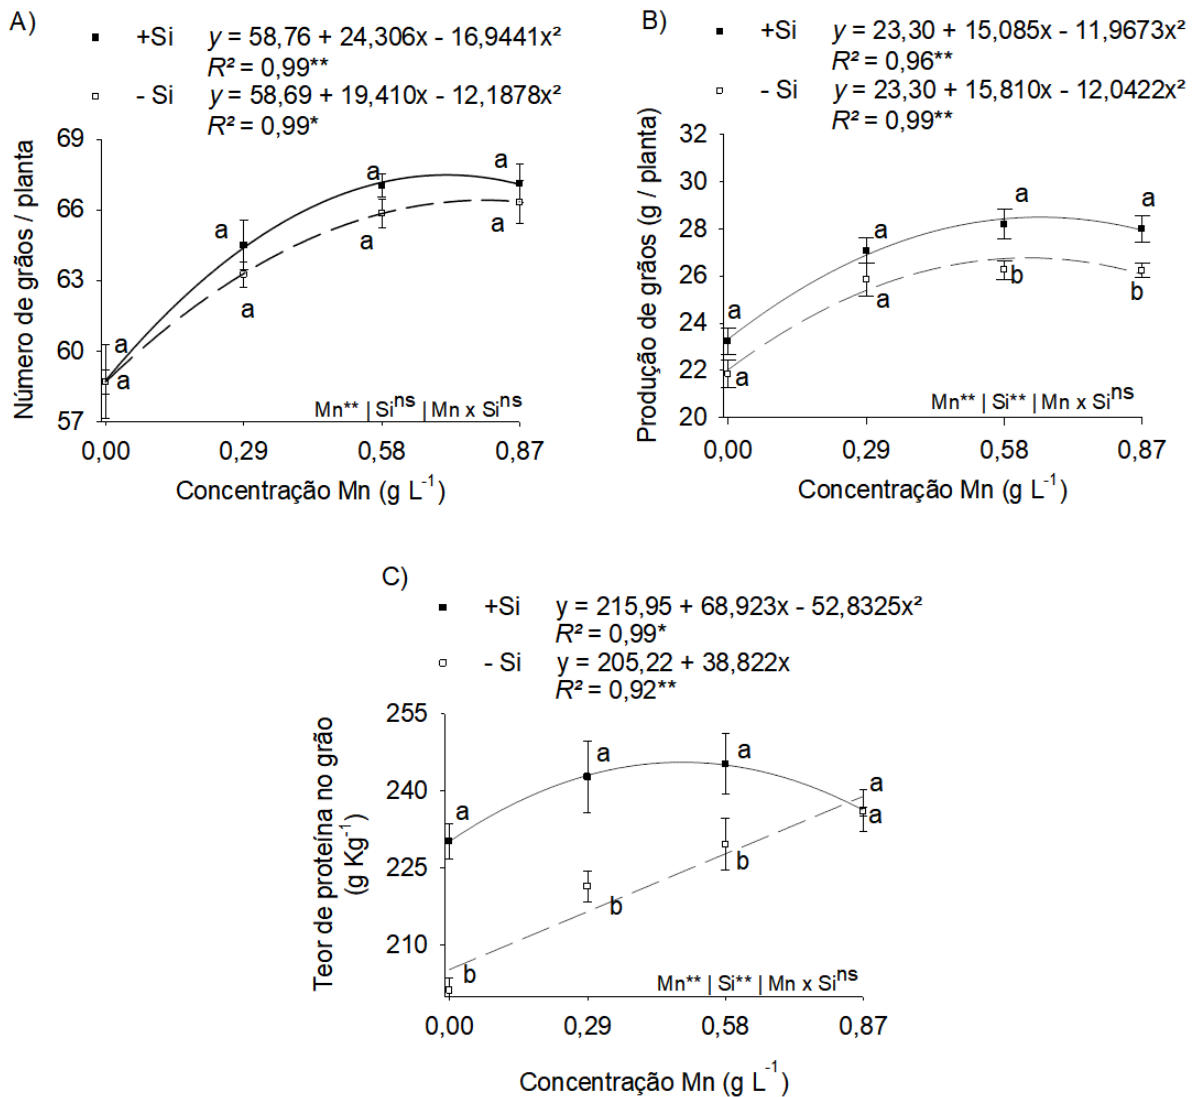 A)
+Si y = 58,76 + 24,306x - 16,9441x²
R² = 0,99**
- Si y = 58,69 + 19,410x - 12,1878x²
R² = 0,99*
Número de grãos / planta
69
66
63
60
57
a
a
a
a
a
a
a
a
Mn** | Si^ns | Mn x Si^ns
0,00 0,29 0,58 0,87
Concentração Mn (g L^-1)
B)
+Si y = 23,30 + 15,085x - 11,9673x²
R² = 0,96**
- Si y = 23,30 + 15,810x - 12,0422x²
R² = 0,99**
Produção de grãos (g / planta)
32
30
28
26
24
22
20
a
a
a
a
a
a
b
b
Mn** | Si** | Mn x Si^ns
0,00 0,29 0,58 0,87
Concentração Mn (g L^-1)
C)
+Si y = 215,95 + 68,923x - 52,8325x²
R² = 0,99*
- Si y = 205,22 + 38,822x
R² = 0,92**
Teor de proteína no grão
(g Kg^-1)
255
240
225
210
a
a
a
a
b
b
b
a
Mn** | Si** | Mn x Si^ns
0,00 0,29 0,58 0,87
Concentração Mn (g L^-1)